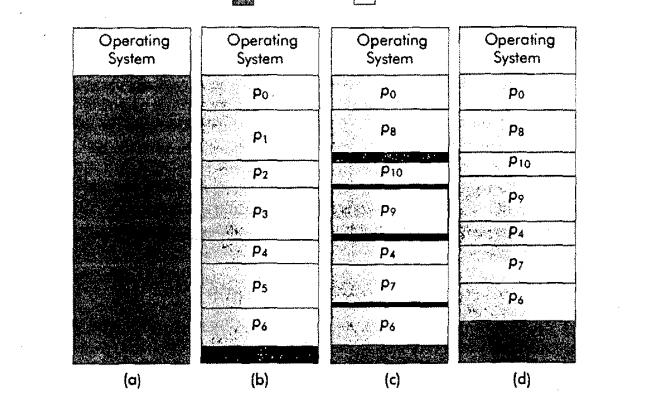 Operating System
Operating System
Operating System
Operating System
p0
p1
p2
p3
p4
p5
p6
p0
p8
p10
p9
p4
p7
p6
p0
p8
p10
p9
p4
p7
p6
(a)
(b)
(c)
(d)